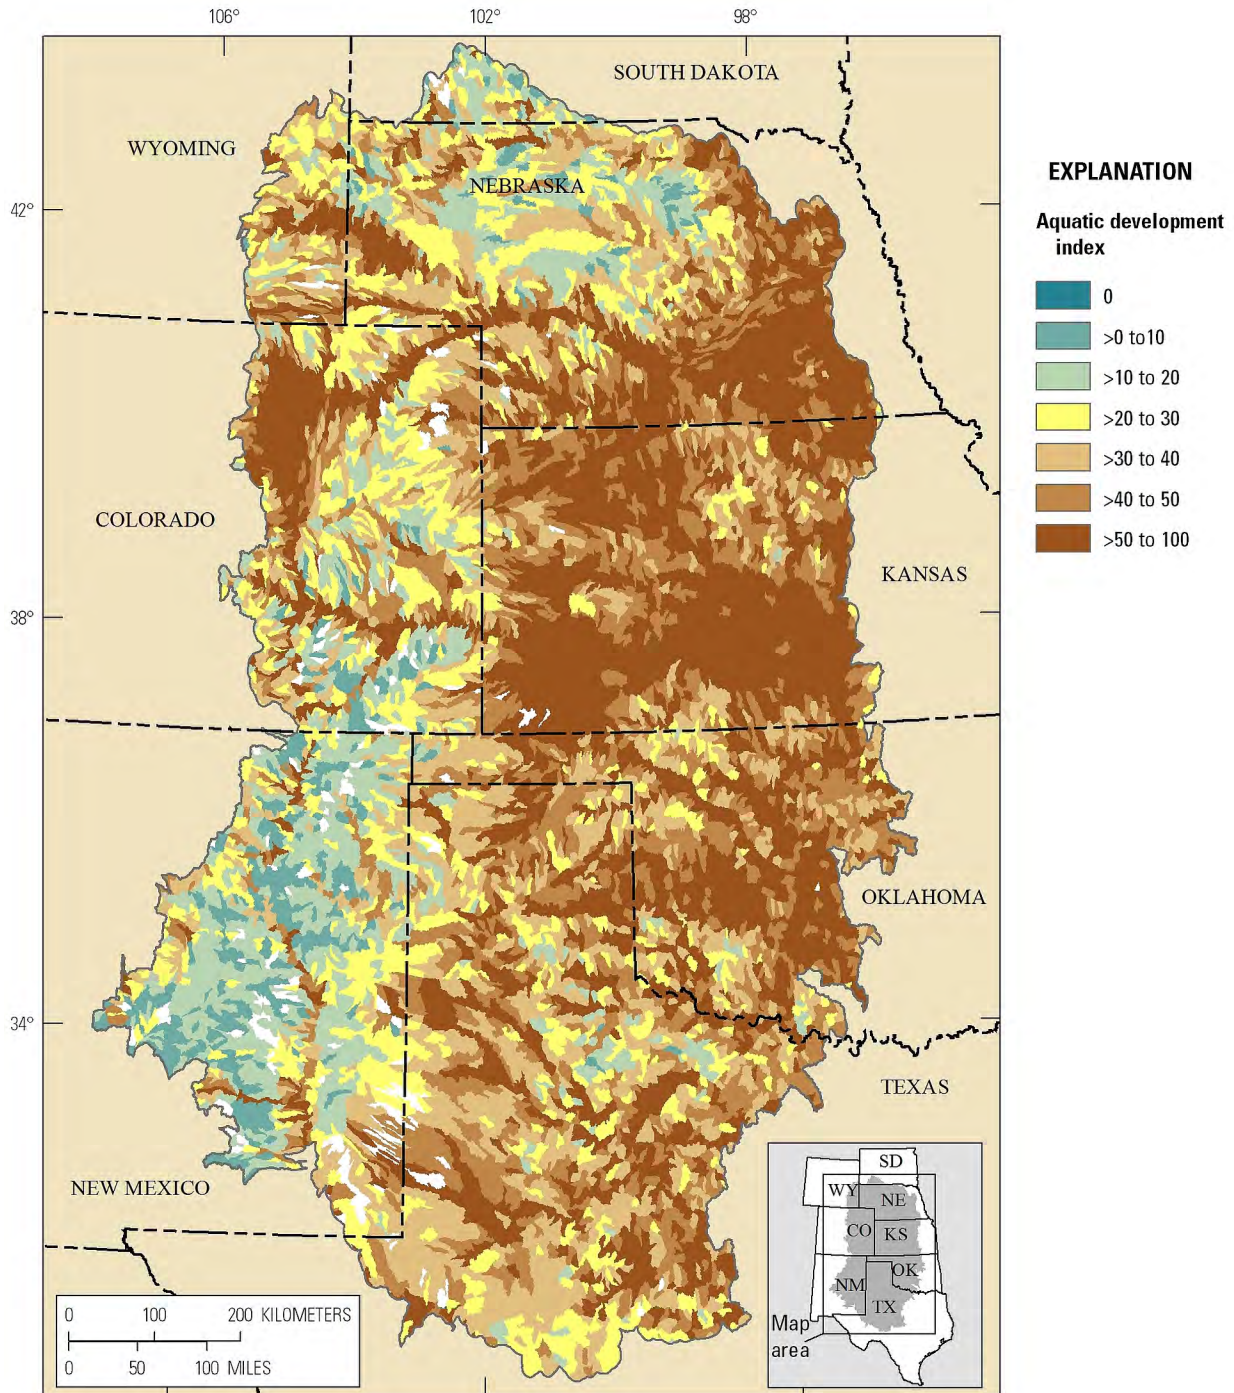 106°
102°
98°
SOUTH DAKOTA
WYOMING
NEBRASKA
42°
EXPLANATION
Aquatic development
index
0
>0 to10
>10 to 20
>20 to 30
>30 to 40
>40 to 50
>50 to 100
COLORADO
KANSAS
38°
OKLAHOMA
34°
TEXAS
NEW MEXICO
0 100 200 KILOMETERS
0 50 100 MILES
SD
WY
NE
CO
KS
OK
NM
TX
Map
area